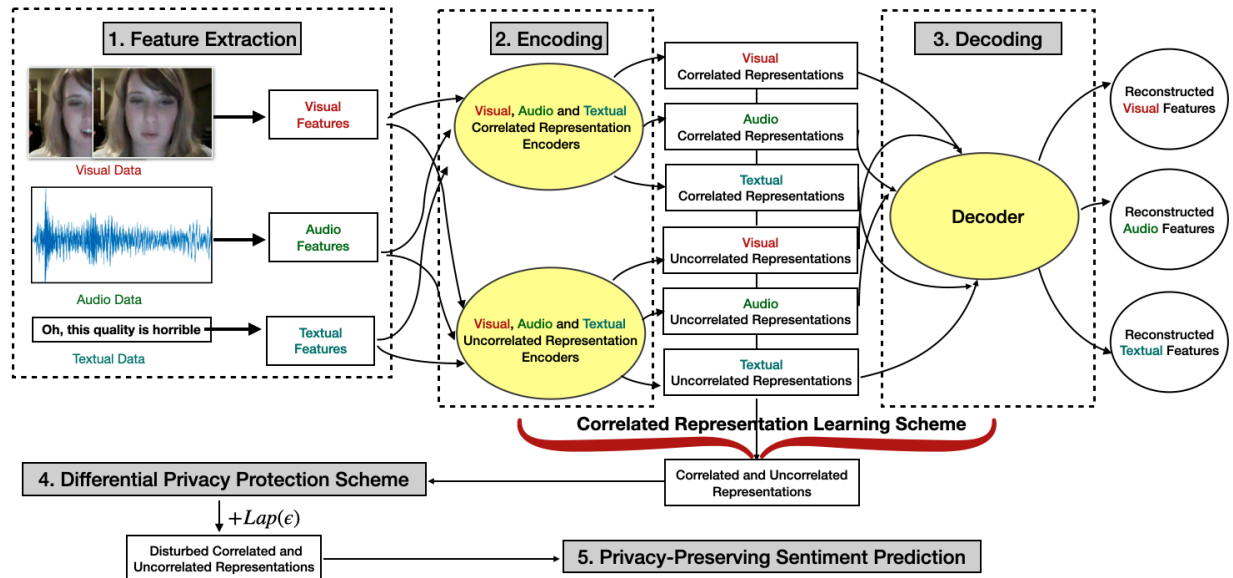 1. Feature Extraction
2. Encoding
3. Decoding
Visual Data
Visual
Features
Audio Data
Audio
Features
Oh, this quality is horrible
Textual Data
Textual
Features
Visual, Audio and Textual
Correlated Representation
Encoders
Visual, Audio and Textual
Uncorrelated Representation
Encoders
Visual
Correlated Representations
Audio
Correlated Representations
Textual
Correlated Representations
Visual
Uncorrelated Representations
Audio
Uncorrelated Representations
Textual
Uncorrelated Representations
Decoder
Reconstructed
Visual Features
Reconstructed
Audio Features
Reconstructed
Textual Features
Correlated Representation Learning Scheme
Correlated and Uncorrelated
Representations
4. Differential Privacy Protection Scheme
+Lap(ϵ)
Disturbed Correlated and
Uncorrelated Representations
5. Privacy-Preserving Sentiment Prediction